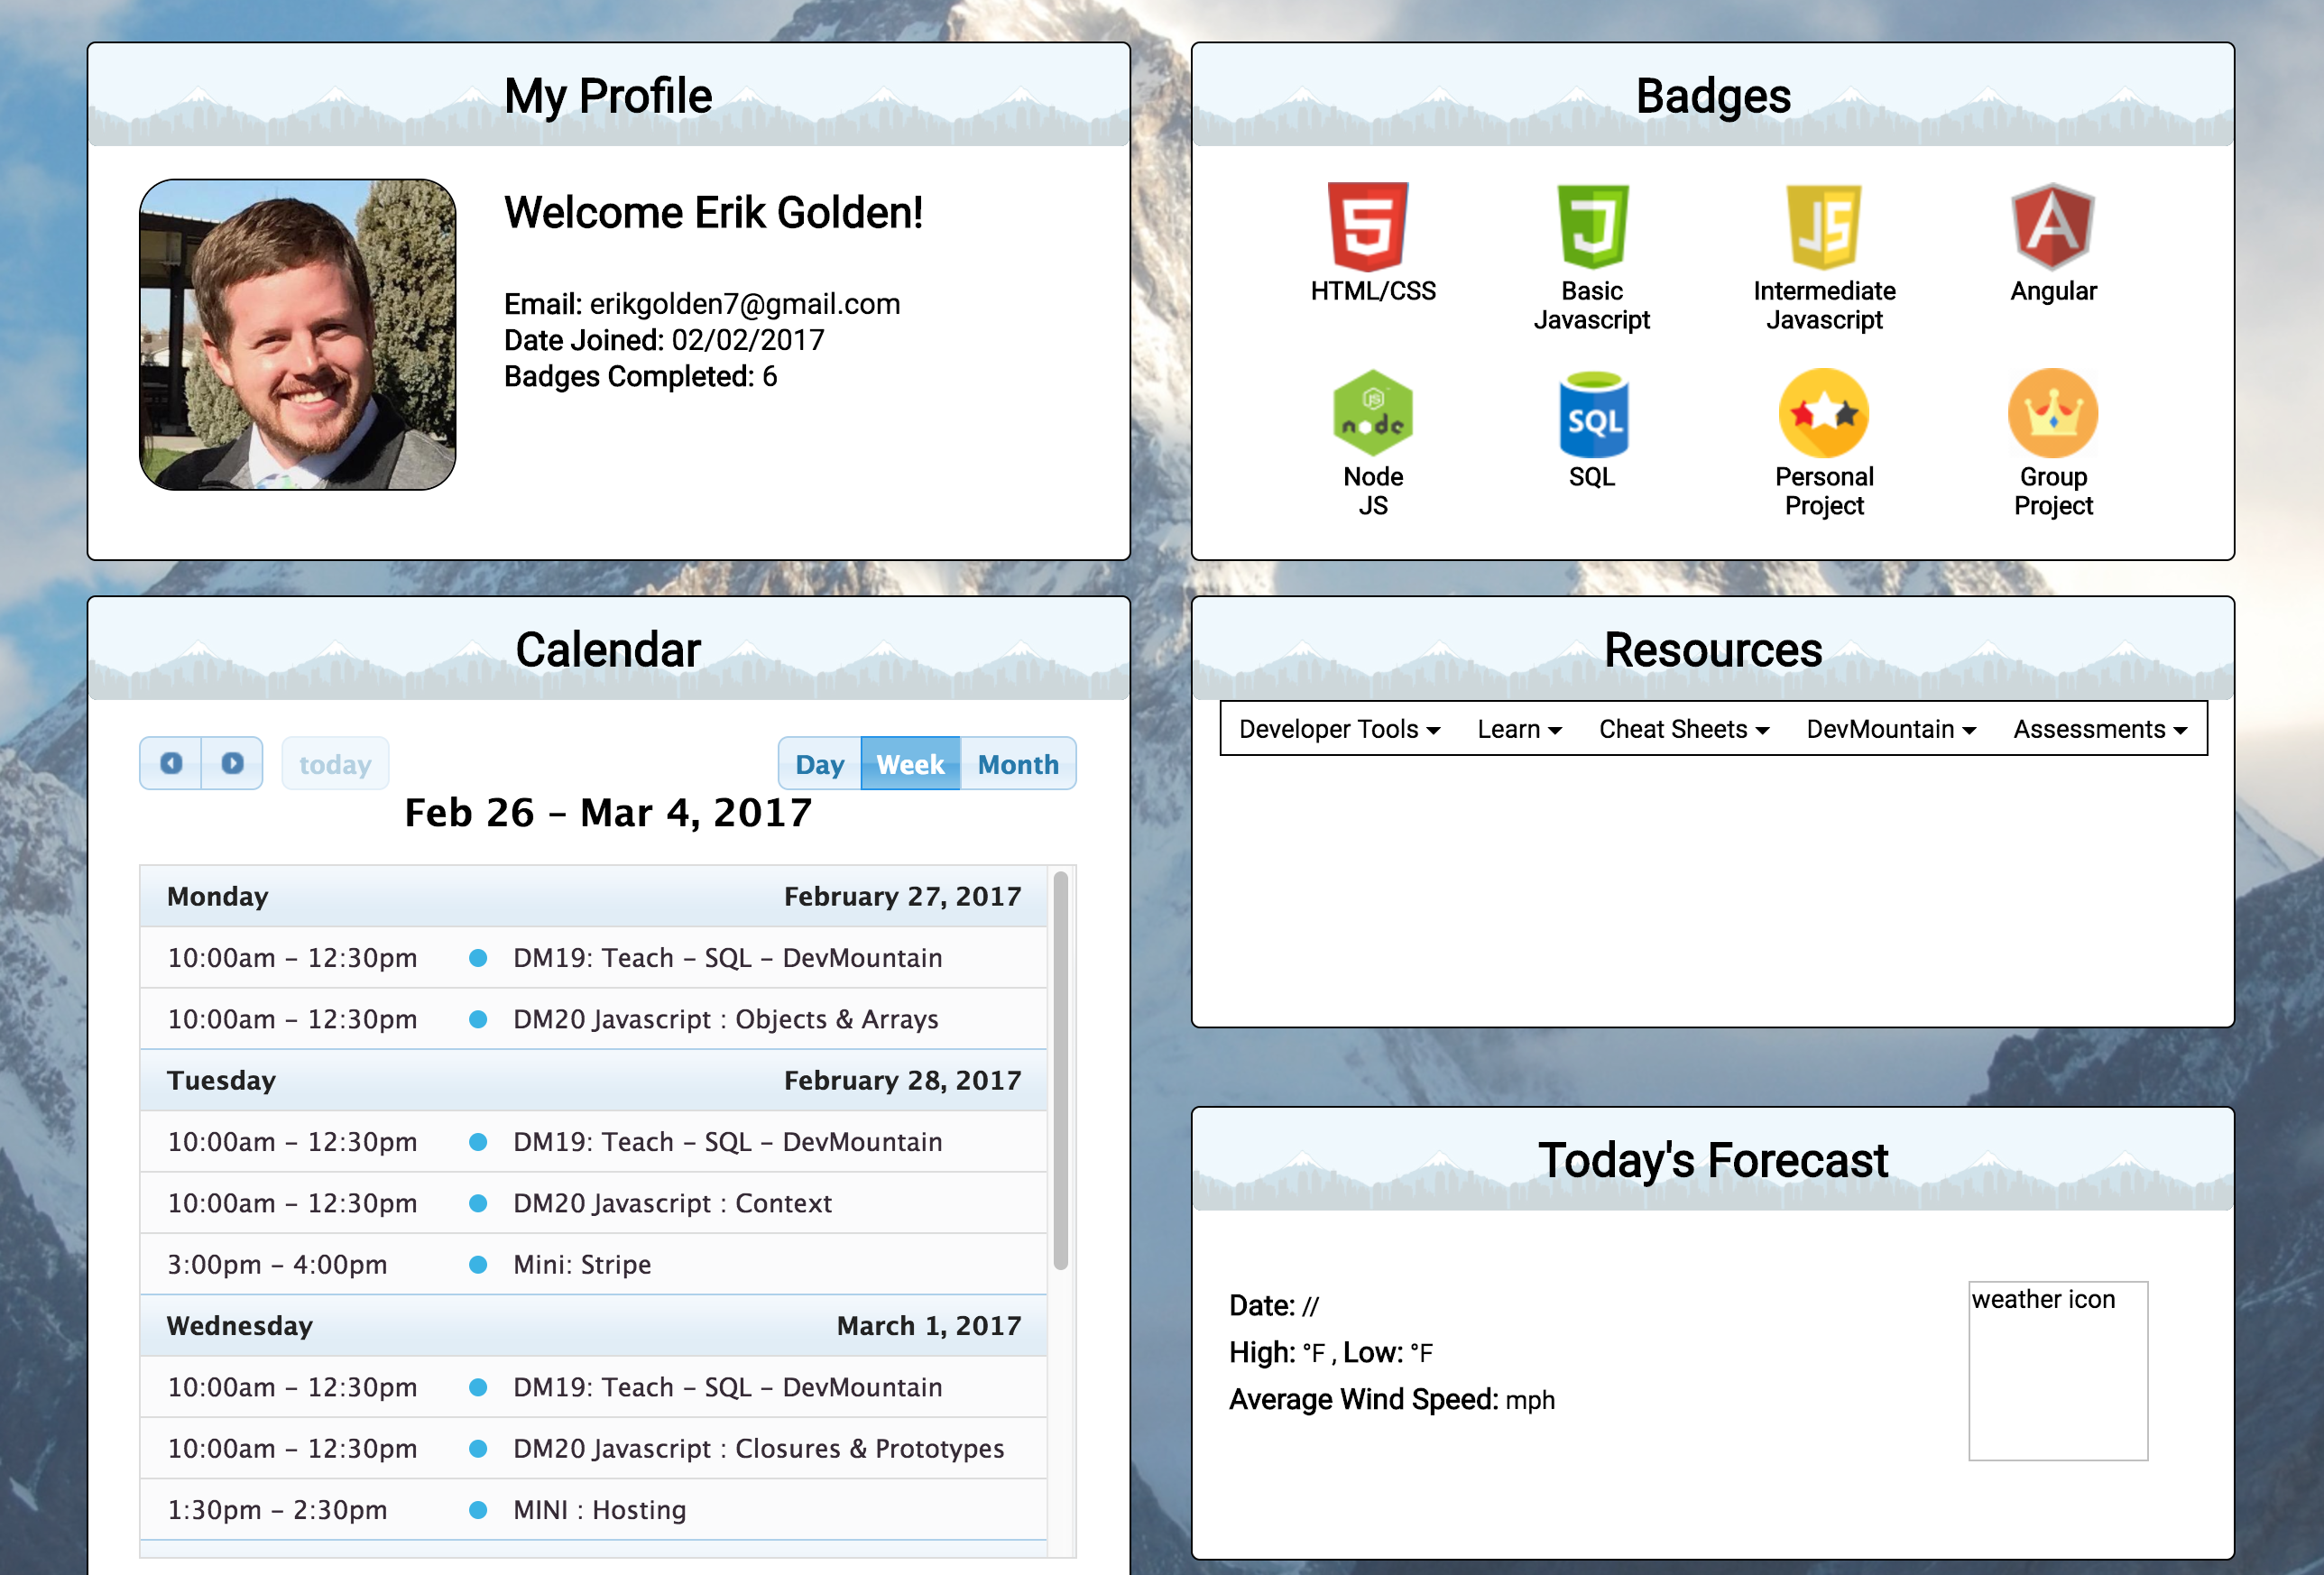 My Profile
Welcome Erik Golden!
Email: erikgolden7@gmail.com
Date Joined: 02/02/2017
Badges Completed: 6
Badges
HTML/CSS
Basic
Javascript
JS
Intermediate
Javascript
A
Angular
JS
node
Node
JS
SQL
SQL
Personal
Project
Group
Project
Calendar
today
Day Week Month
Feb 26 – Mar 4, 2017
Monday February 27, 2017
10:00am – 12:30pm DM19: Teach – SQL – DevMountain
10:00am – 12:30pm DM20 Javascript : Objects & Arrays
Tuesday February 28, 2017
10:00am – 12:30pm DM19: Teach – SQL – DevMountain
10:00am – 12:30pm DM20 Javascript : Context
3:00pm – 4:00pm Mini: Stripe
Wednesday March 1, 2017
10:00am – 12:30pm DM19: Teach – SQL – DevMountain
10:00am – 12:30pm DM20 Javascript : Closures & Prototypes
1:30pm – 2:30pm MINI : Hosting
Resources
Developer Tools Learn Cheat Sheets DevMountain Assessments
Today's Forecast
Date: //
High: °F , Low: °F
Average Wind Speed: mph
weather icon